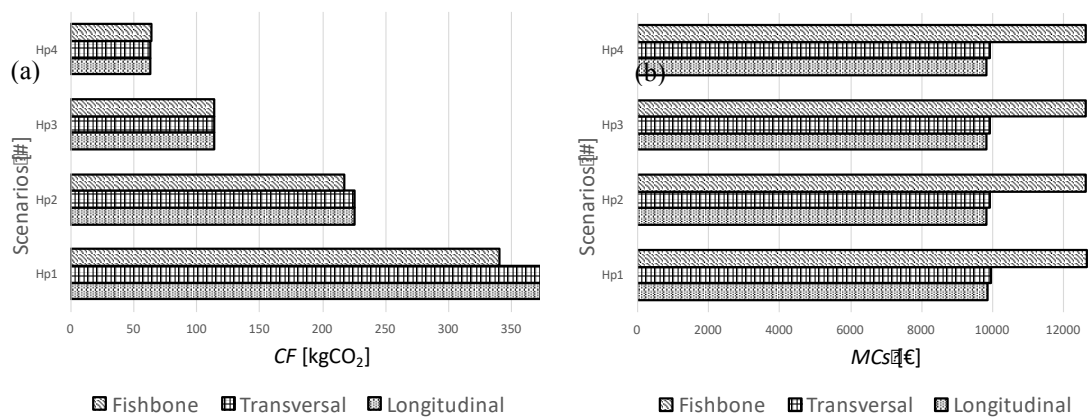 Hp4
(a)
Hp3
Hp2
Hp1
Scenarios [#]
0 50 100 150 200 250 300 350
CF [kgCO₂]
Fishbone Transversal Longitudinal
Hp4
(b)
Hp3
Hp2
Hp1
Scenarios [#]
0 2000 4000 6000 8000 10000 12000
MCs [€]
Fishbone Transversal Longitudinal